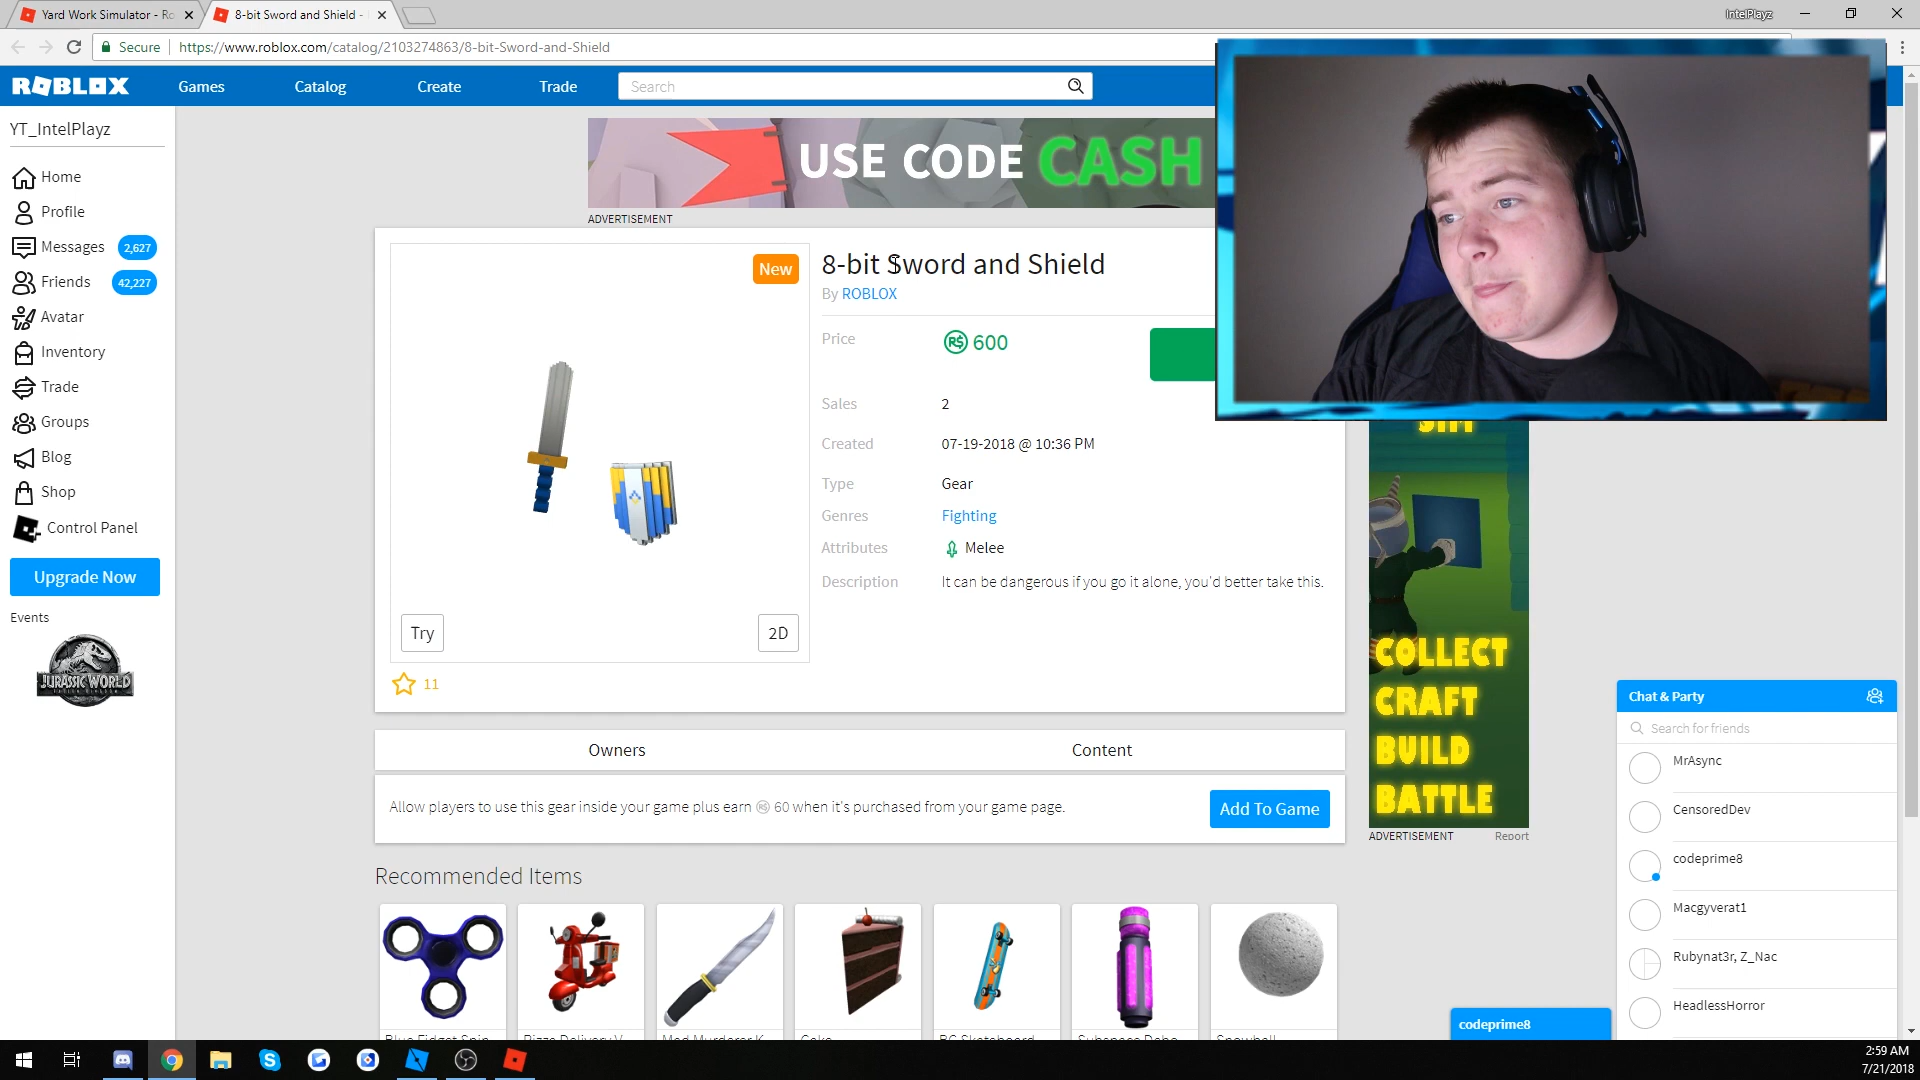 Yard Work Simulator - Ro
8-bit Sword and Shield -
IntelPlayz
Secure
https://www.roblox.com/catalog/2103274863/8-bit-Sword-and-Shield
ROBLOX
Games
Catalog
Create
Trade
Search
YT_IntelPlayz
Home
Profile
Messages
2,627
Friends
42,227
Avatar
Inventory
Trade
Groups
Blog
Shop
Control Panel
Upgrade Now
Events
JURASSIC WORLD
USE CODE CASH
ADVERTISEMENT
New
8-bit Sword and Shield
By ROBLOX
Price
R$ 600
Sales
2
Created
07-19-2018 @ 10:36 PM
Type
Gear
Genres
Fighting
Attributes
Melee
Description
It can be dangerous if you go it alone, you'd better take this.
Try
2D
11
SIM
COLLECT
CRAFT
BUILD
BATTLE
ADVERTISEMENT
Report
Owners
Content
Allow players to use this gear inside your game plus earn R$ 60 when it's purchased from your game page.
Add To Game
Recommended Items
Cake
Snowball
Chat & Party
Search for friends
MrAsync
CensoredDev
codeprime8
Macgyverat1
Rubynat3r, Z_Nac
HeadlessHorror
codeprime8
2:59 AM
7/21/2018